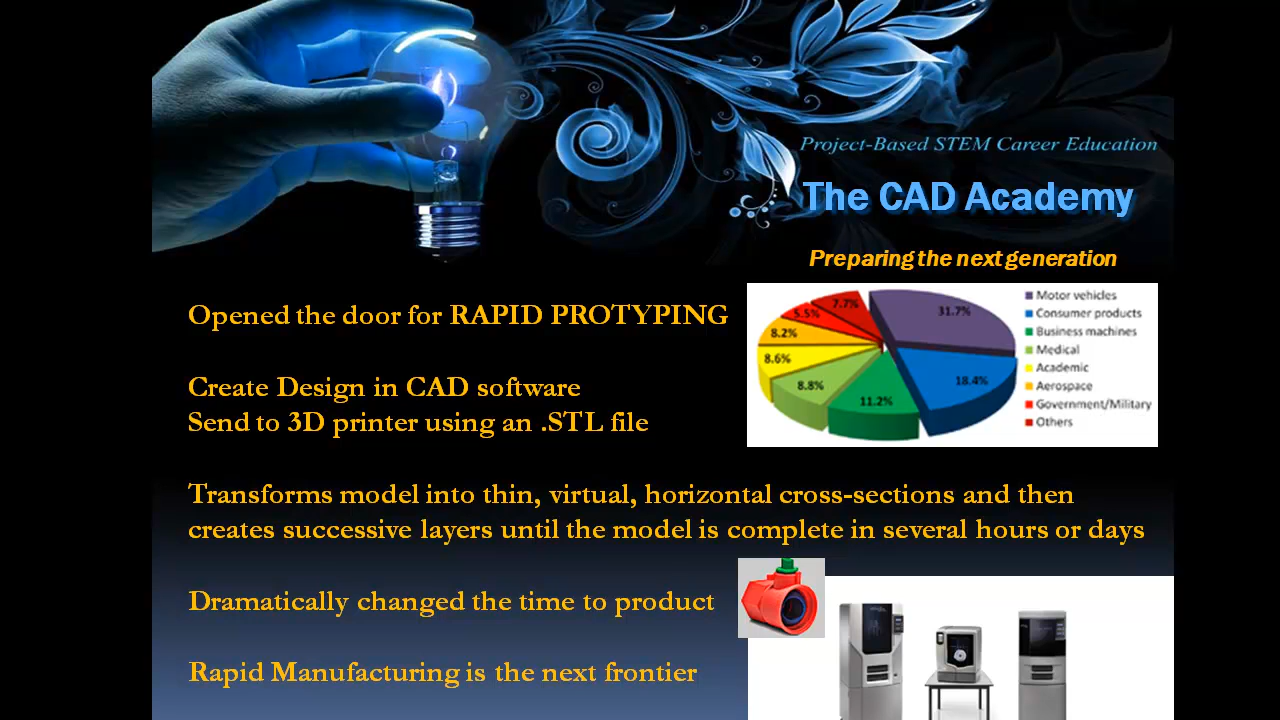 Project-Based STEM Career Education
The CAD Academy
Preparing the next generation
Opened the door for RAPID PROTYPING
Create Design in CAD software
Send to 3D printer using an .STL file
Transforms model into thin, virtual, horizontal cross-sections and then
creates successive layers until the model is complete in several hours or days
Dramatically changed the time to product
Rapid Manufacturing is the next frontier
31.7%
18.4%
11.2%
8.8%
8.6%
8.2%
5.5%
7.7%
Motor vehicles
Consumer products
Business machines
Medical
Academic
Aerospace
Government/Military
Others